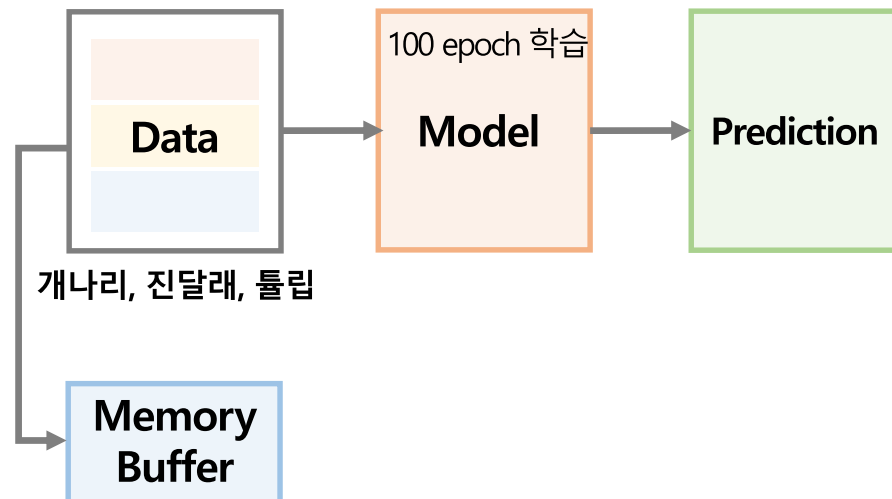 100 epoch 학습
Data
Model
Prediction
개나리, 진달래, 튤립
Memory
Buffer